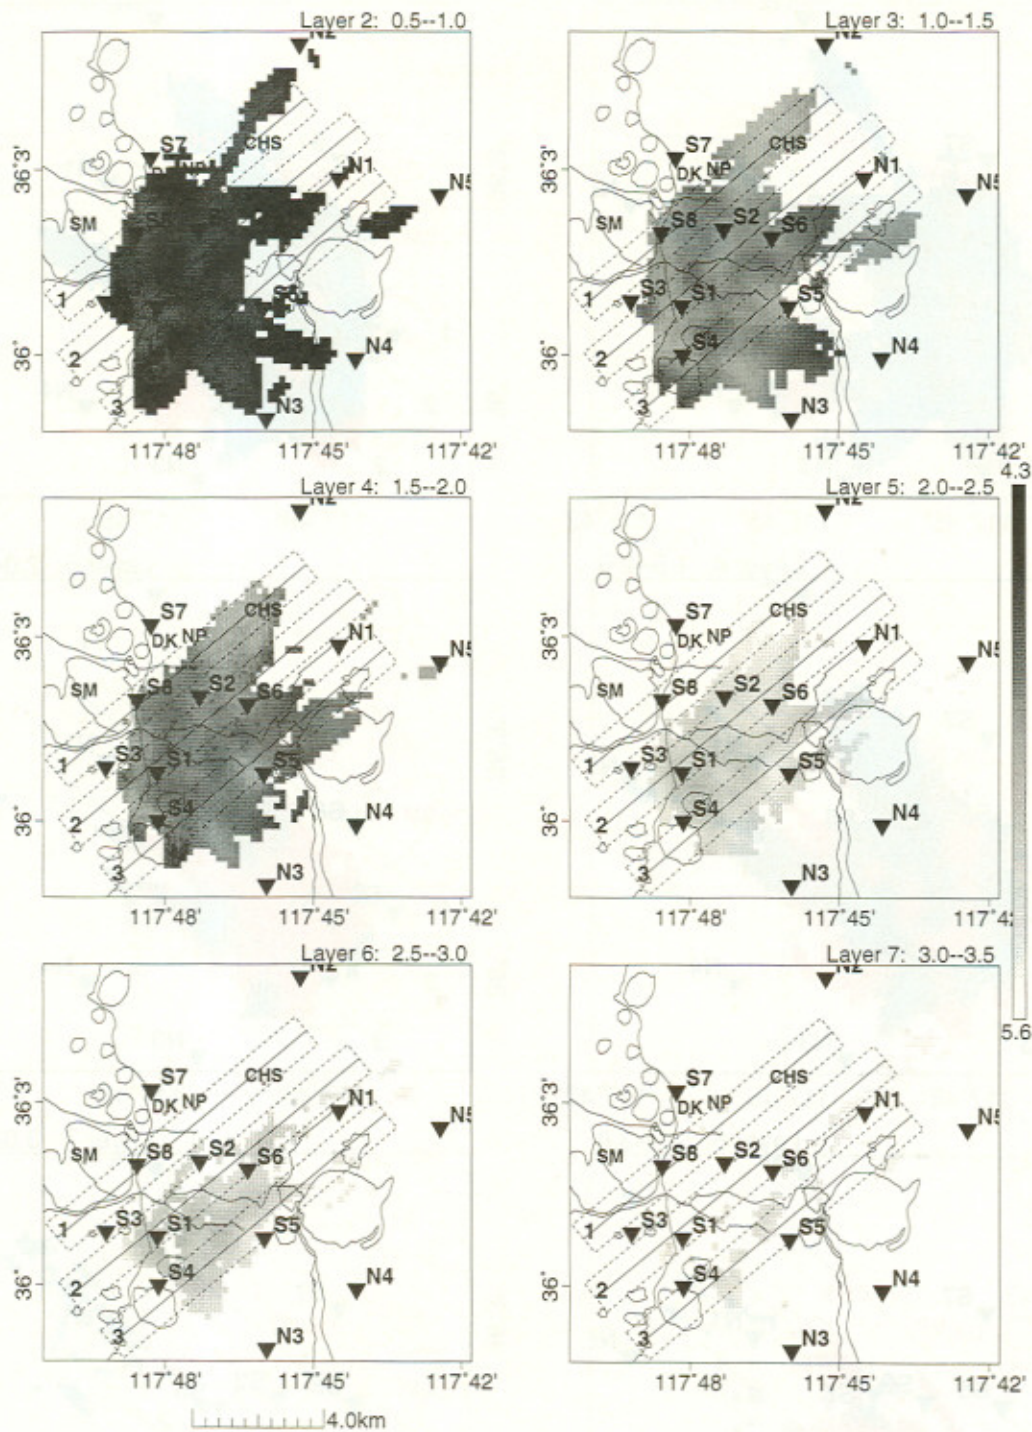 Layer 2: 0.5--1.0
N2
S7
CHS
NP
N1
N5
36°3'
SM
S5
1
2
36°
N4
3
N3
117°48' 117°45' 117°42'
Layer 3: 1.0--1.5
N2
S7
CHS
DK NP
N1
N5
36°3'
SM
S8 S2 S6
S3 S1 S5
1
2
S4
36°
N4
3
N3
117°48' 117°45' 117°42'
4.3
Layer 4: 1.5--2.0
N2
S7
CHS
DK NP
N1
N5
36°3'
SM
S8 S2 S6
S3 S1 S5
1
2
S4
36°
N4
3
N3
117°48' 117°45' 117°42'
Layer 5: 2.0--2.5
N2
S7
CHS
DK NP
N1
N5
36°3'
SM
S8 S2 S6
S3 S1 S5
1
2
S4
36°
N4
3
N3
117°48' 117°45' 117°42'
5.6
Layer 6: 2.5--3.0
N2
S7
CHS
DK NP
N1
N5
36°3'
SM
S8 S2 S6
S3 S1 S5
1
2
S4
36°
N4
3
N3
117°48' 117°45' 117°42'
Layer 7: 3.0--3.5
N2
S7
CHS
DK NP
N1
N5
36°3'
SM
S8 S2 S6
S3 S1 S5
1
2
S4
36°
N4
3
N3
117°48' 117°45' 117°42'
4.0km